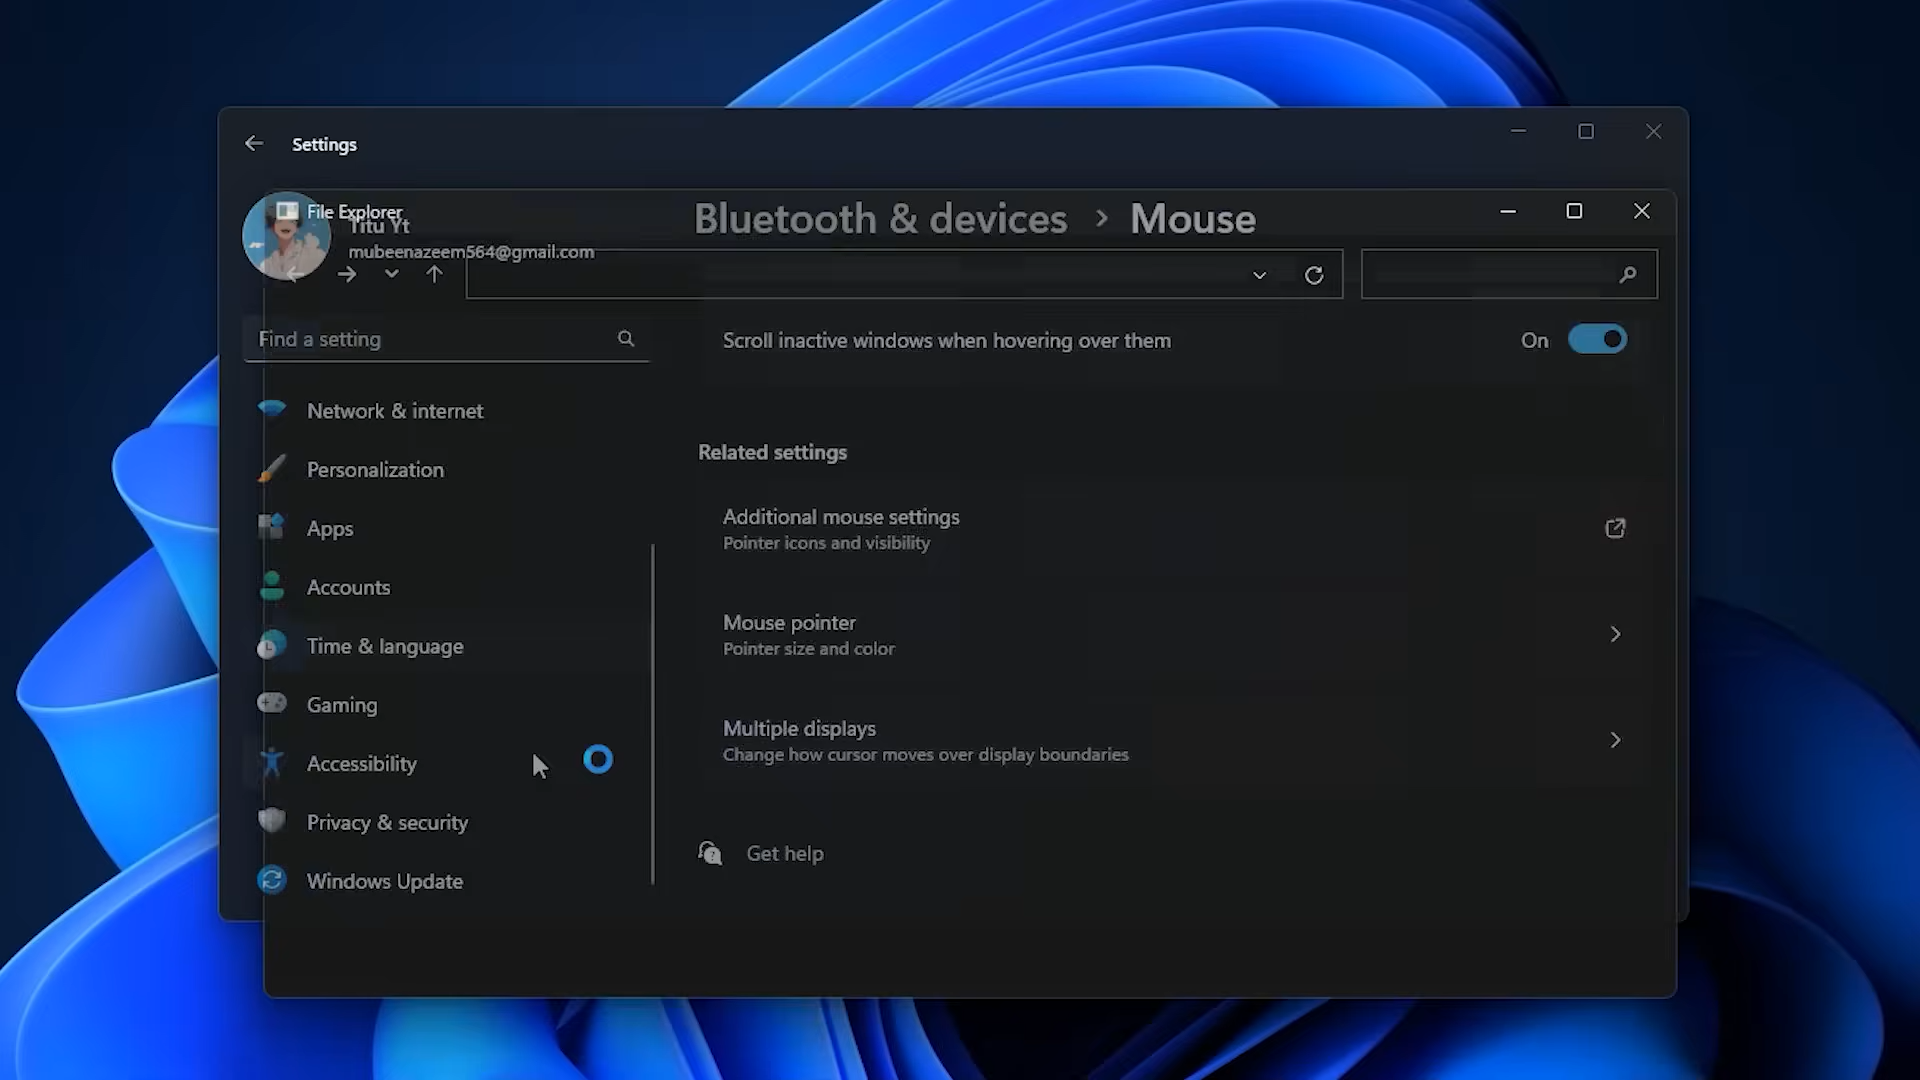 Settings
File Explorer
Titu Yt
mubeenazeem564@gmail.com
Bluetooth & devices > Mouse
Find a setting
Network & internet
Personalization
Apps
Accounts
Time & language
Gaming
Accessibility
Privacy & security
Windows Update
Scroll inactive windows when hovering over them
On
Related settings
Additional mouse settings
Pointer icons and visibility
Mouse pointer
Pointer size and color
Multiple displays
Change how cursor moves over display boundaries
Get help